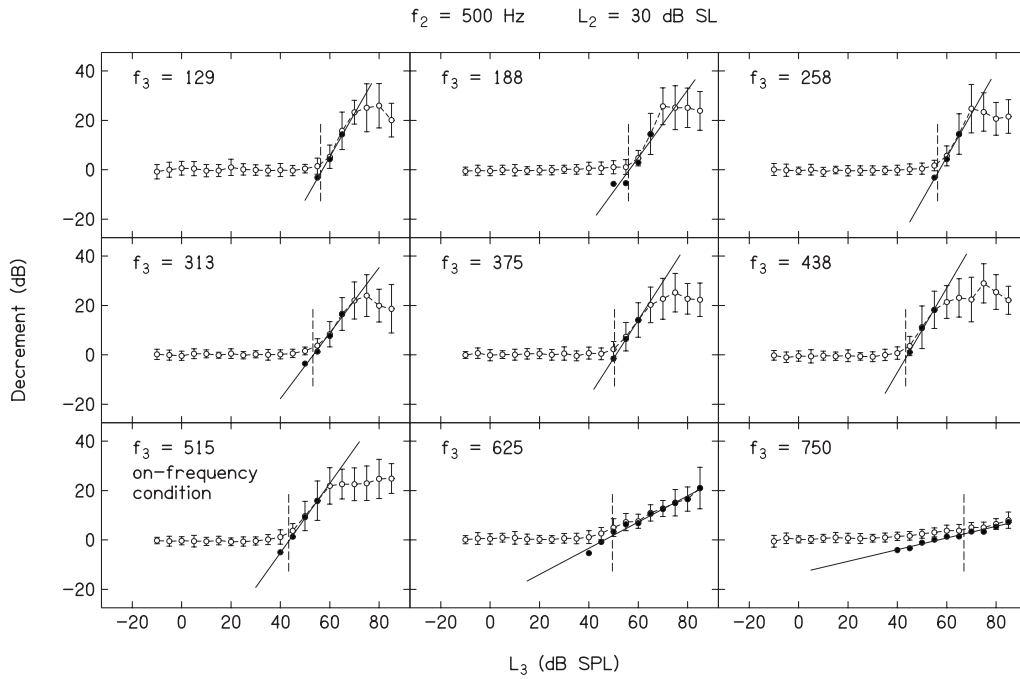 f₂ = 500 Hz L₂ = 30 dB SL
f₃ = 129
f₃ = 188
f₃ = 258
40
20
0
−20
f₃ = 313
f₃ = 375
f₃ = 438
40
20
0
−20
f₃ = 515
on-frequency
condition
f₃ = 625
f₃ = 750
40
20
0
−20
−20 0 20 40 60 80
−20 0 20 40 60 80
−20 0 20 40 60 80
Decrement (dB)
L₃ (dB SPL)